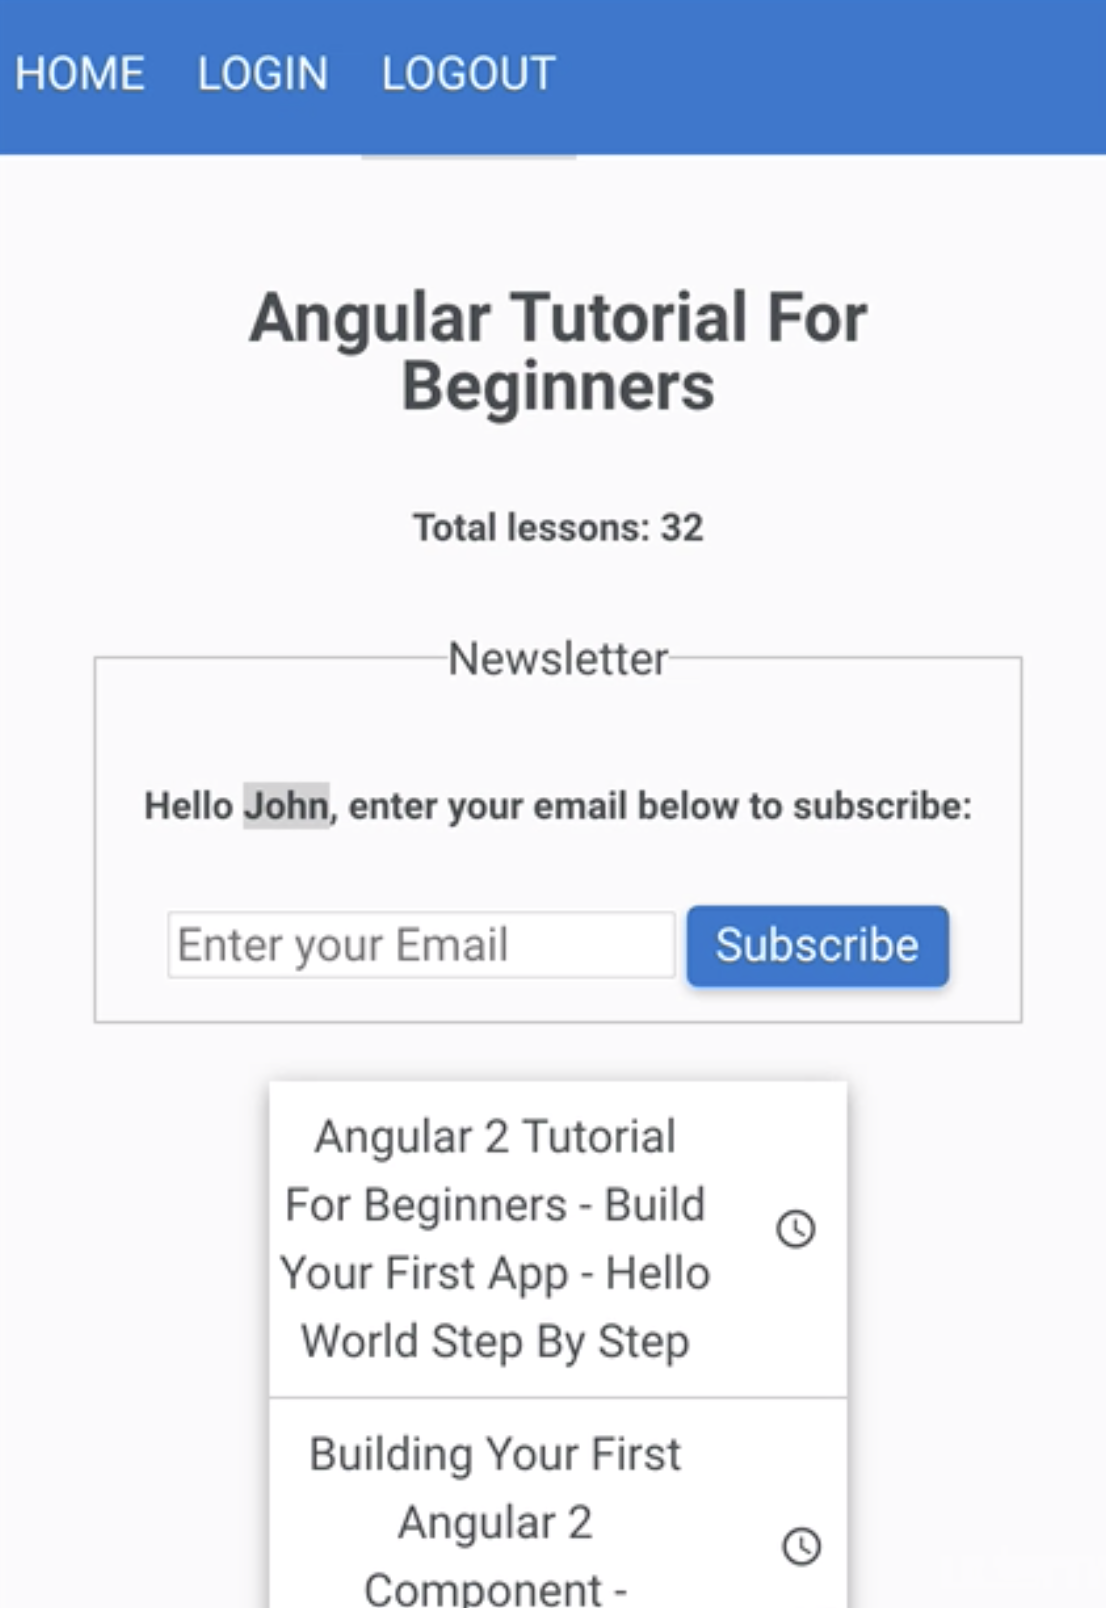 HOME LOGIN LOGOUT
Angular Tutorial For
Beginners
Total lessons: 32
Newsletter
Hello John, enter your email below to subscribe:
Enter your Email Subscribe
Angular 2 Tutorial
For Beginners - Build
Your First App - Hello
World Step By Step
Building Your First
Angular 2
Component -